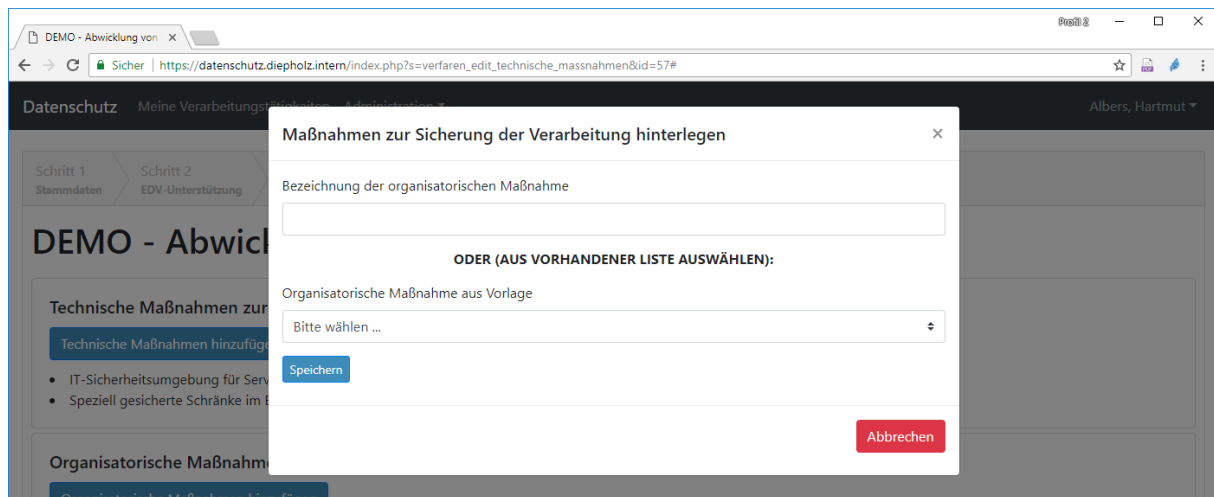 Profil 2
DEMO - Abwicklung von
Sicher | https://datenschutz.diepholz.intern/index.php?s=verfaren_edit_technische_massnahmen&id=57#
Datenschutz Meine Verarbeitungstätigkeiten Administration Albers, Hartmut
Maßnahmen zur Sicherung der Verarbeitung hinterlegen
Schritt 1 Schritt 2
Stammdaten EDV-Unterstützung
Bezeichnung der organisatorischen Maßnahme
DEMO - Abwickl
ODER (AUS VORHANDENER LISTE AUSWÄHLEN):
Organisatorische Maßnahme aus Vorlage
Bitte wählen ...
Speichern
Abbrechen
Technische Maßnahmen zur
Technische Maßnahmen hinzufüge
IT-Sicherheitsumgebung für Serv
Speziell gesicherte Schränke im
Organisatorische Maßnahm